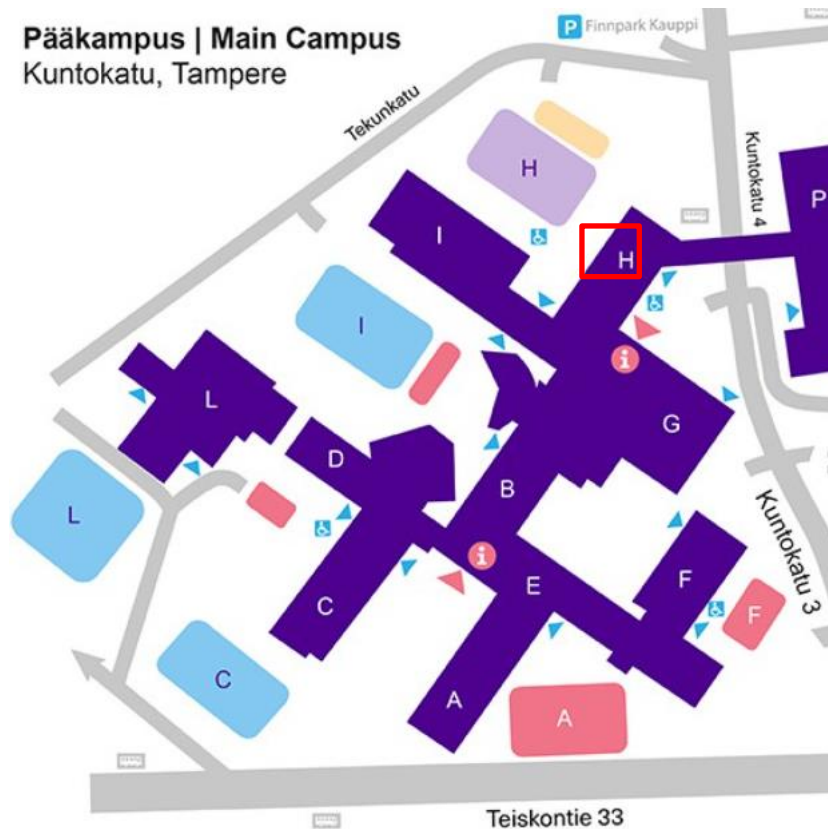 Pääkampus | Main Campus
Kuntokatu, Tampere
P Finnpark Kauppi
Tekunkatu
Kuntokatu 4
H
P
I
H
I
i
L
G
D
B
L
i
E
F
C
F
Kuntokatu 3
C
A
A
Teiskontie 33